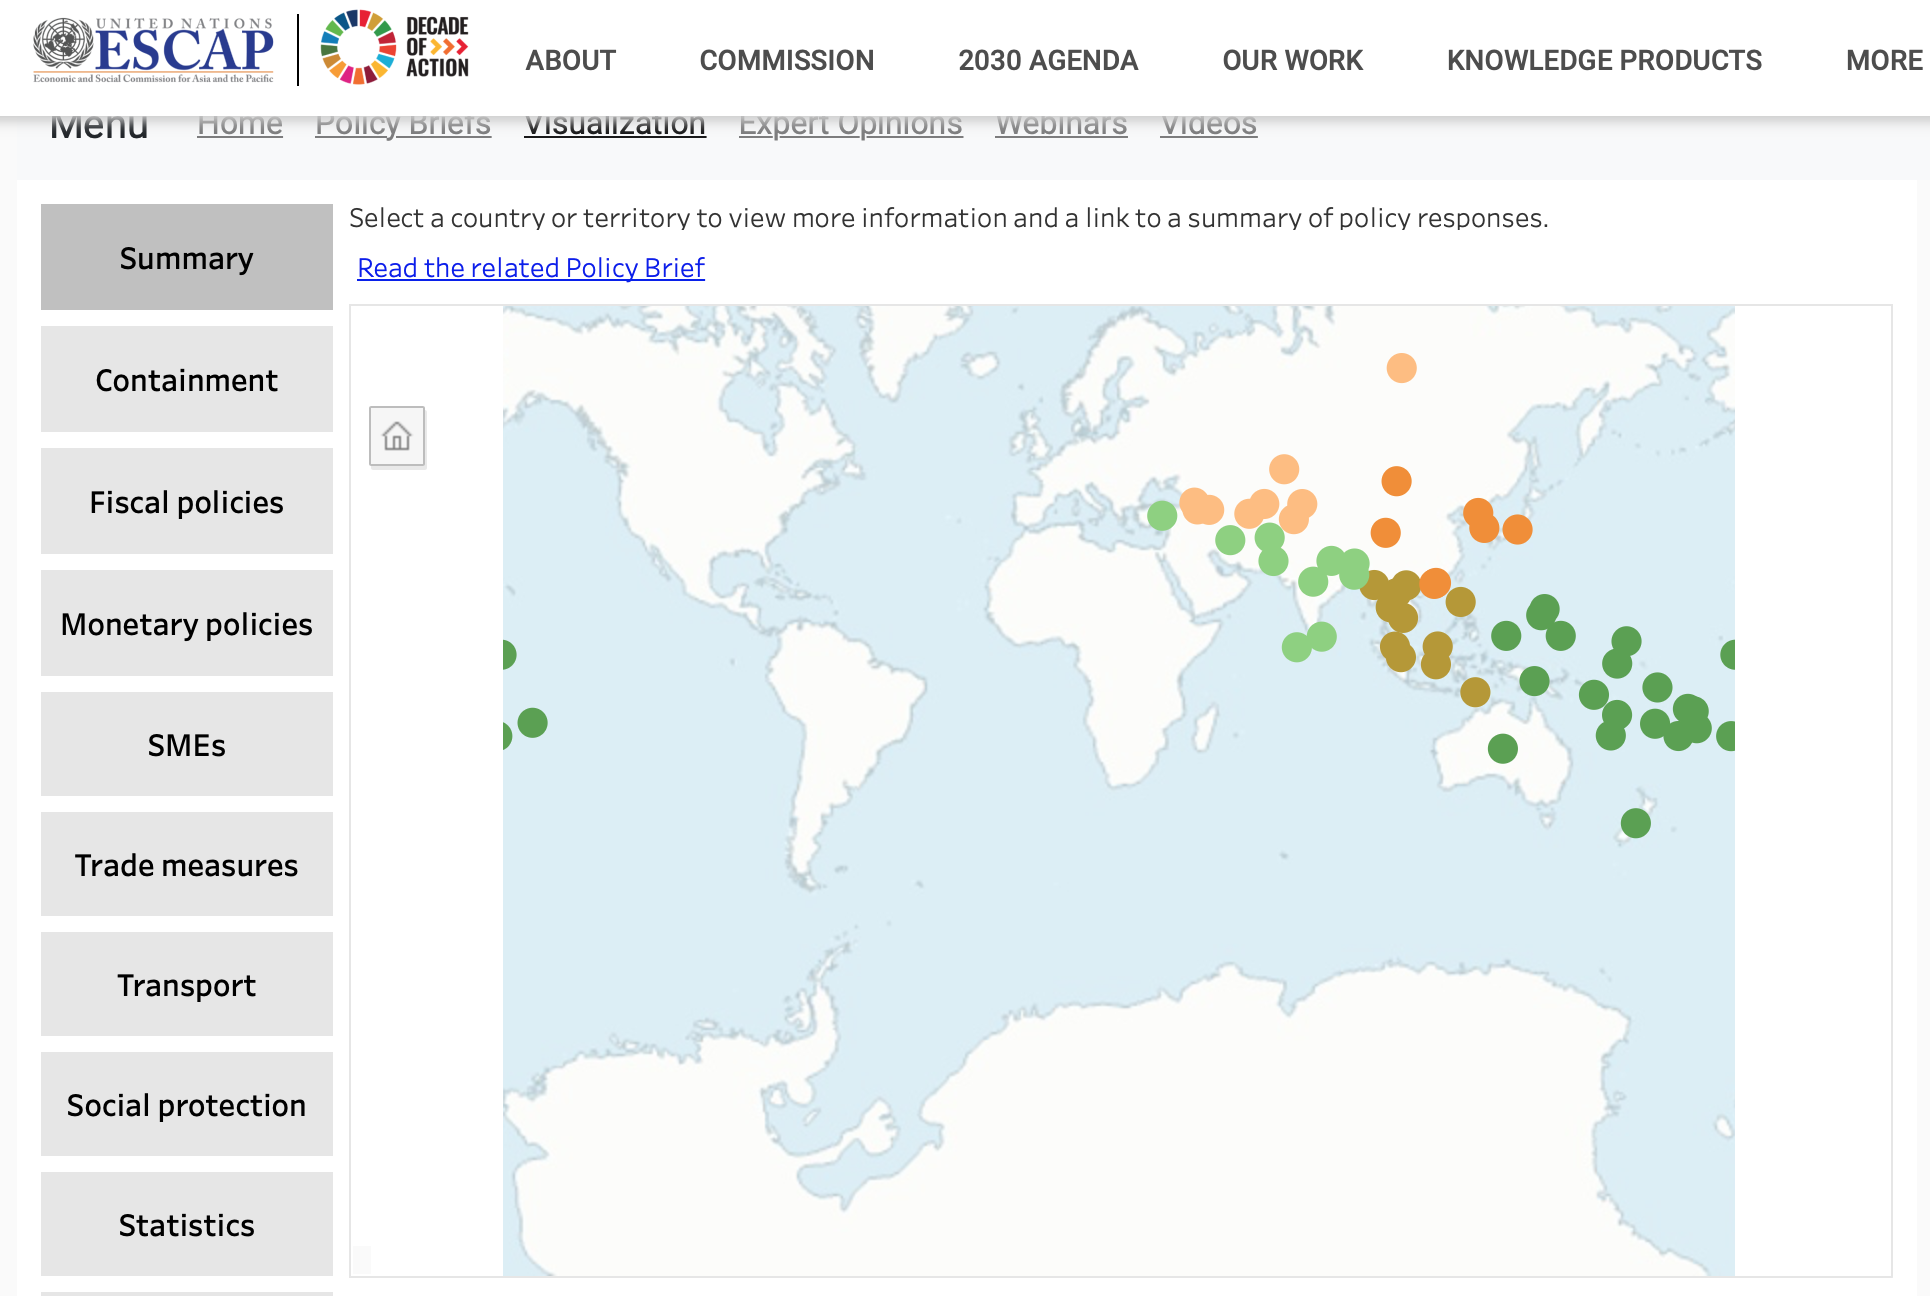 UNITED NATIONS
ESCAP
Economic and Social Commission for Asia and the Pacific
DECADE
OF
ACTION
ABOUT
COMMISSION
2030 AGENDA
OUR WORK
KNOWLEDGE PRODUCTS
MORE
Menu
Home
Policy Briefs
Visualization
Expert Opinions
Webinars
Videos
Summary
Containment
Fiscal policies
Monetary policies
SMEs
Trade measures
Transport
Social protection
Statistics
Select a country or territory to view more information and a link to a summary of policy responses.
Read the related Policy Brief